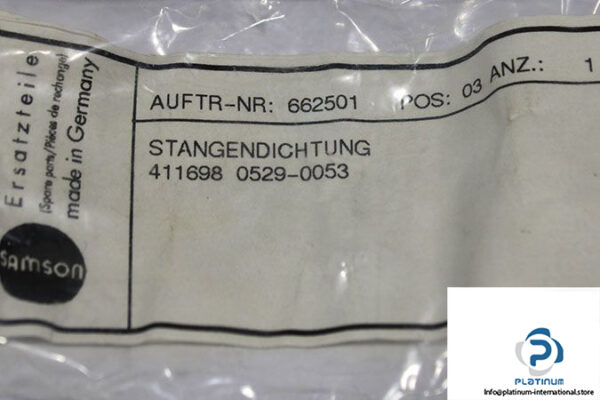 Ersatzteile
(Spare parts/Pièces de rechange)
made in Germany
SAMSON
AUFTR-NR: 662501 POS: 03 ANZ.: 1
STANGENDICHTUNG
411698 0529-0053
PLATINUM
Info@platinum-international.store